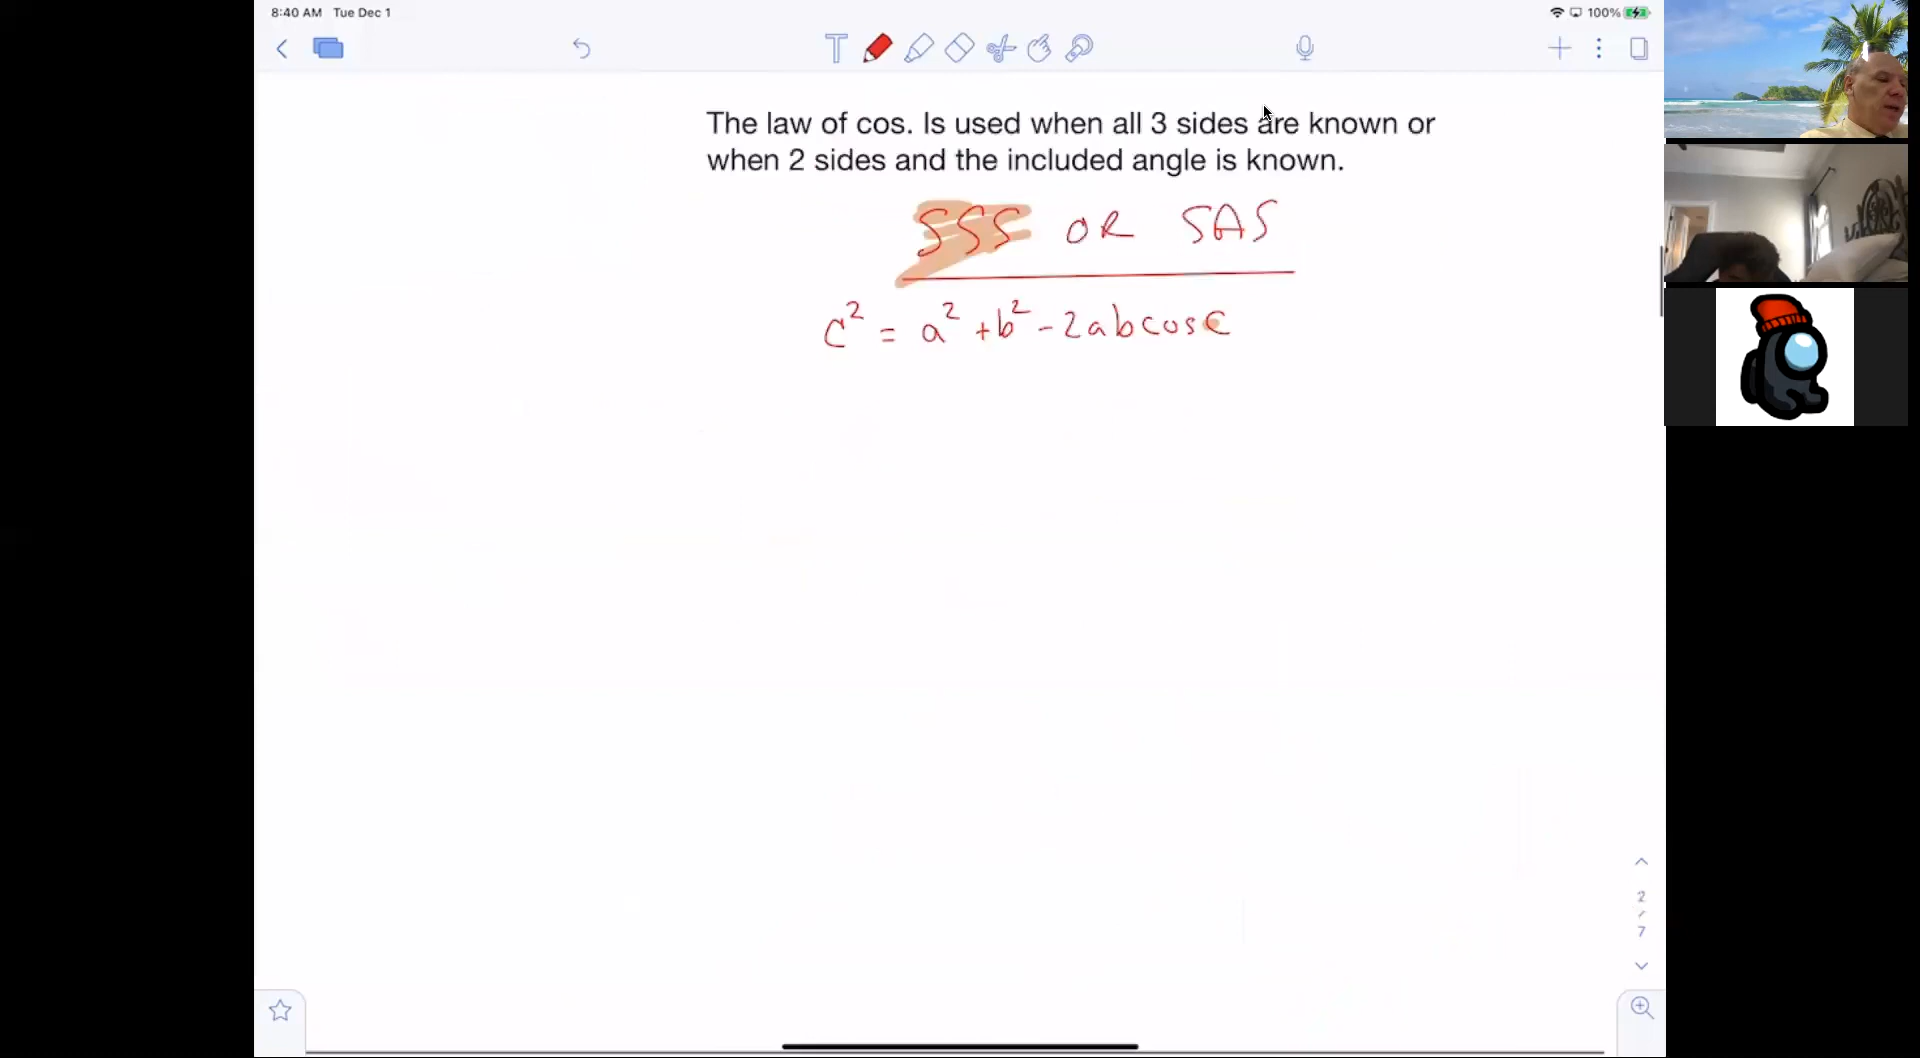 8:40 AM Tue Dec 1
100%
The law of cos. Is used when all 3 sides are known or
when 2 sides and the included angle is known.
SSS OR SAS
c² = a² + b² - 2abcosc
2
7